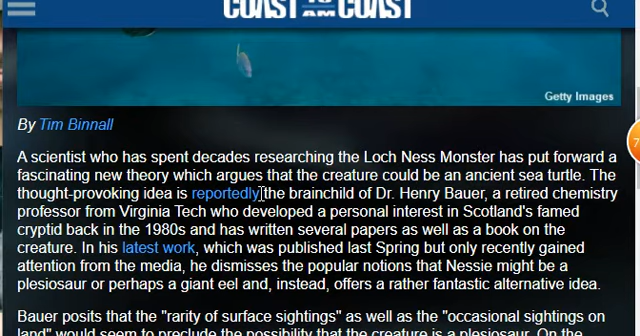 COAST TO COAST
AM
Getty Images
By Tim Binnall
A scientist who has spent decades researching the Loch Ness Monster has put forward a
fascinating new theory which argues that the creature could be an ancient sea turtle. The
thought-provoking idea is reportedly the brainchild of Dr. Henry Bauer, a retired chemistry
professor from Virginia Tech who developed a personal interest in Scotland's famed
cryptid back in the 1980s and has written several papers as well as a book on the
creature. In his latest work, which was published last Spring but only recently gained
attention from the media, he dismisses the popular notions that Nessie might be a
plesiosaur or perhaps a giant eel and, instead, offers a rather fantastic alternative idea.
Bauer posits that the "rarity of surface sightings" as well as the "occasional sightings on
land" would seem to preclude the possibility that the creature is a plesiosaur. On the
7